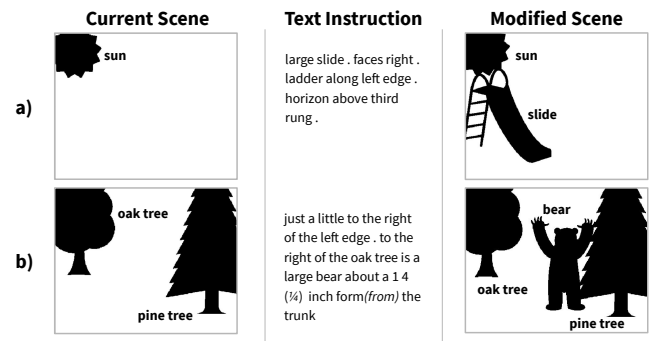 Current Scene
Text Instruction
Modified Scene
a)
sun
large slide . faces right .
ladder along left edge .
horizon above third
rung .
sun
slide
b)
oak tree
pine tree
just a little to the right
of the left edge . to the
right of the oak tree is a
large bear about a 1 4
(¼) inch form(from) the
trunk
bear
oak tree
pine tree